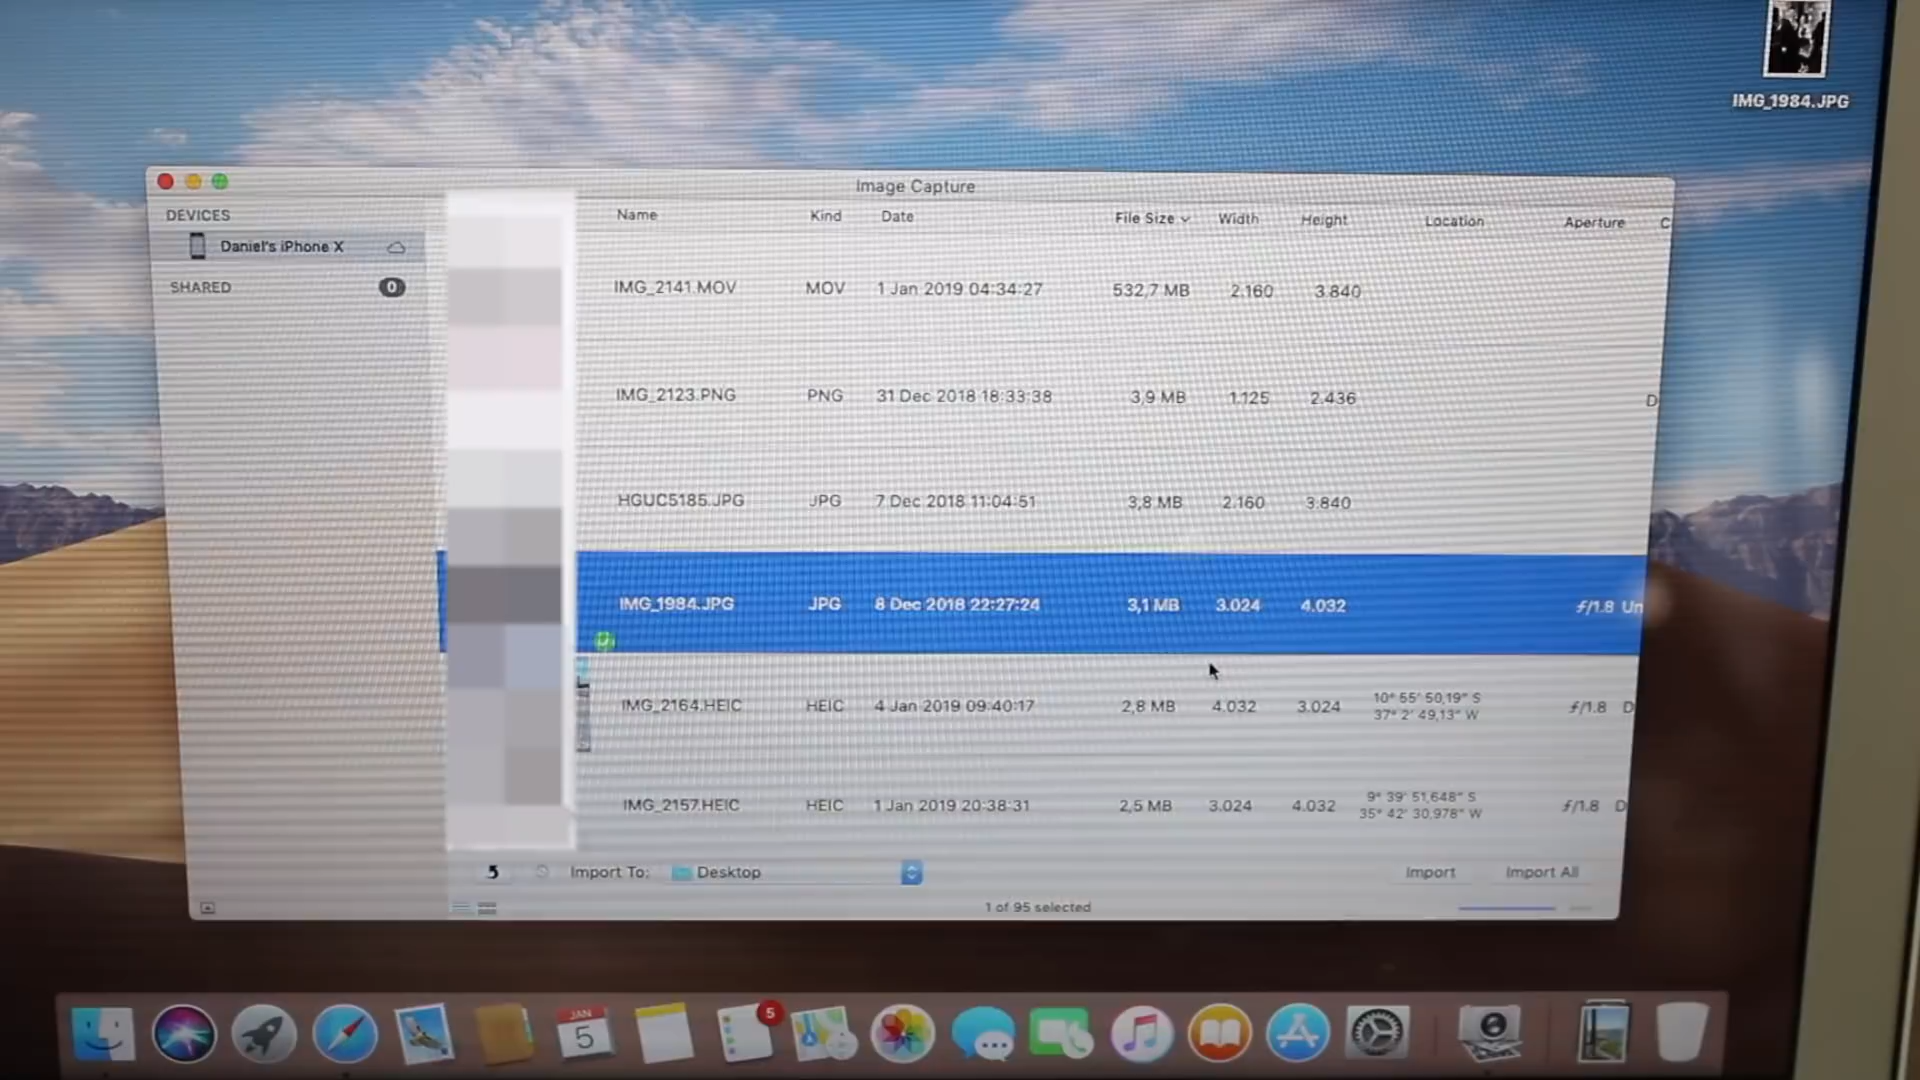 IMG_1984.JPG
Image Capture
DEVICES
Daniel's iPhone X
SHARED 0
Name Kind Date File Size Width Height Location Aperture C
IMG_2141.MOV MOV 1 Jan 2019 04:34:27 532,7 MB 2.160 3.840
IMG_2123.PNG PNG 31 Dec 2018 18:33:38 3,9 MB 1.125 2.436 D
HGUC5185.JPG JPG 7 Dec 2018 11:04:51 3,8 MB 2.160 3.840
IMG_1984.JPG JPG 8 Dec 2018 22:27:24 3,1 MB 3.024 4.032 ƒ/1.8 Un
IMG_2164.HEIC HEIC 4 Jan 2019 09:40:17 2,8 MB 4.032 3.024 10° 55' 50,19" S ƒ/1.8 D
37° 2' 49,13" W
IMG_2157.HEIC HEIC 1 Jan 2019 20:38:31 2,5 MB 3.024 4.032 9° 39' 51,648" S ƒ/1.8 D
35° 42' 30,978" W
Import To: Desktop Import Import All
1 of 95 selected
JAN
5
5